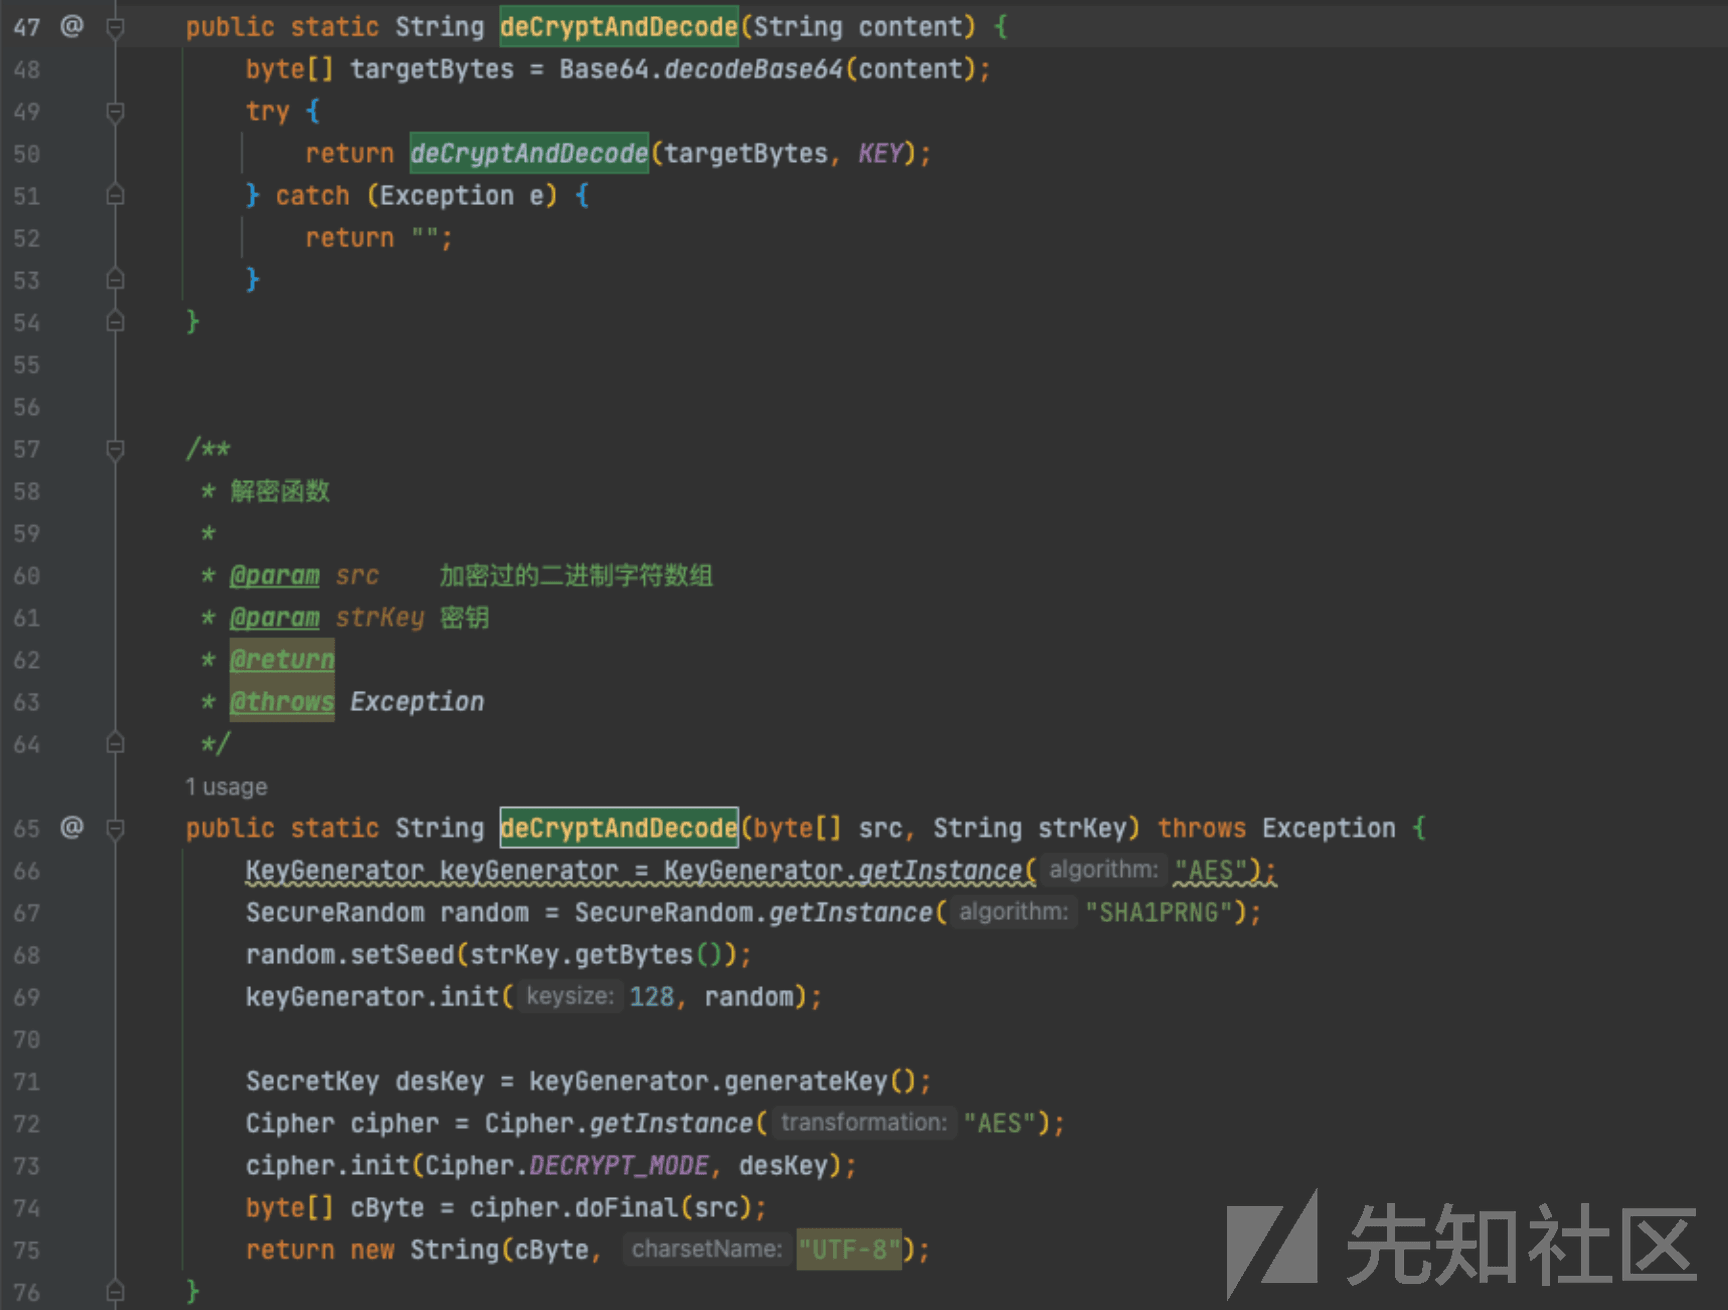 47 @ public static String deCryptAndDecode(String content) {
48 byte[] targetBytes = Base64.decodeBase64(content);
49 try {
50 return deCryptAndDecode(targetBytes, KEY);
51 } catch (Exception e) {
52 return "";
53 }
54 }
55
56
57 /**
58 * 解密函数
59 *
60 * @param src 加密过的二进制字符数组
61 * @param strKey 密钥
62 * @return
63 * @throws Exception
64 */
1 usage
65 @ public static String deCryptAndDecode(byte[] src, String strKey) throws Exception {
66 KeyGenerator keyGenerator = KeyGenerator.getInstance( algorithm: "AES");
67 SecureRandom random = SecureRandom.getInstance( algorithm: "SHA1PRNG");
68 random.setSeed(strKey.getBytes());
69 keyGenerator.init( keysize: 128, random);
70
71 SecretKey desKey = keyGenerator.generateKey();
72 Cipher cipher = Cipher.getInstance( transformation: "AES");
73 cipher.init(Cipher.DECRYPT_MODE, desKey);
74 byte[] cByte = cipher.doFinal(src);
75 return new String(cByte, charsetName: "UTF-8");
76 }
先知社区